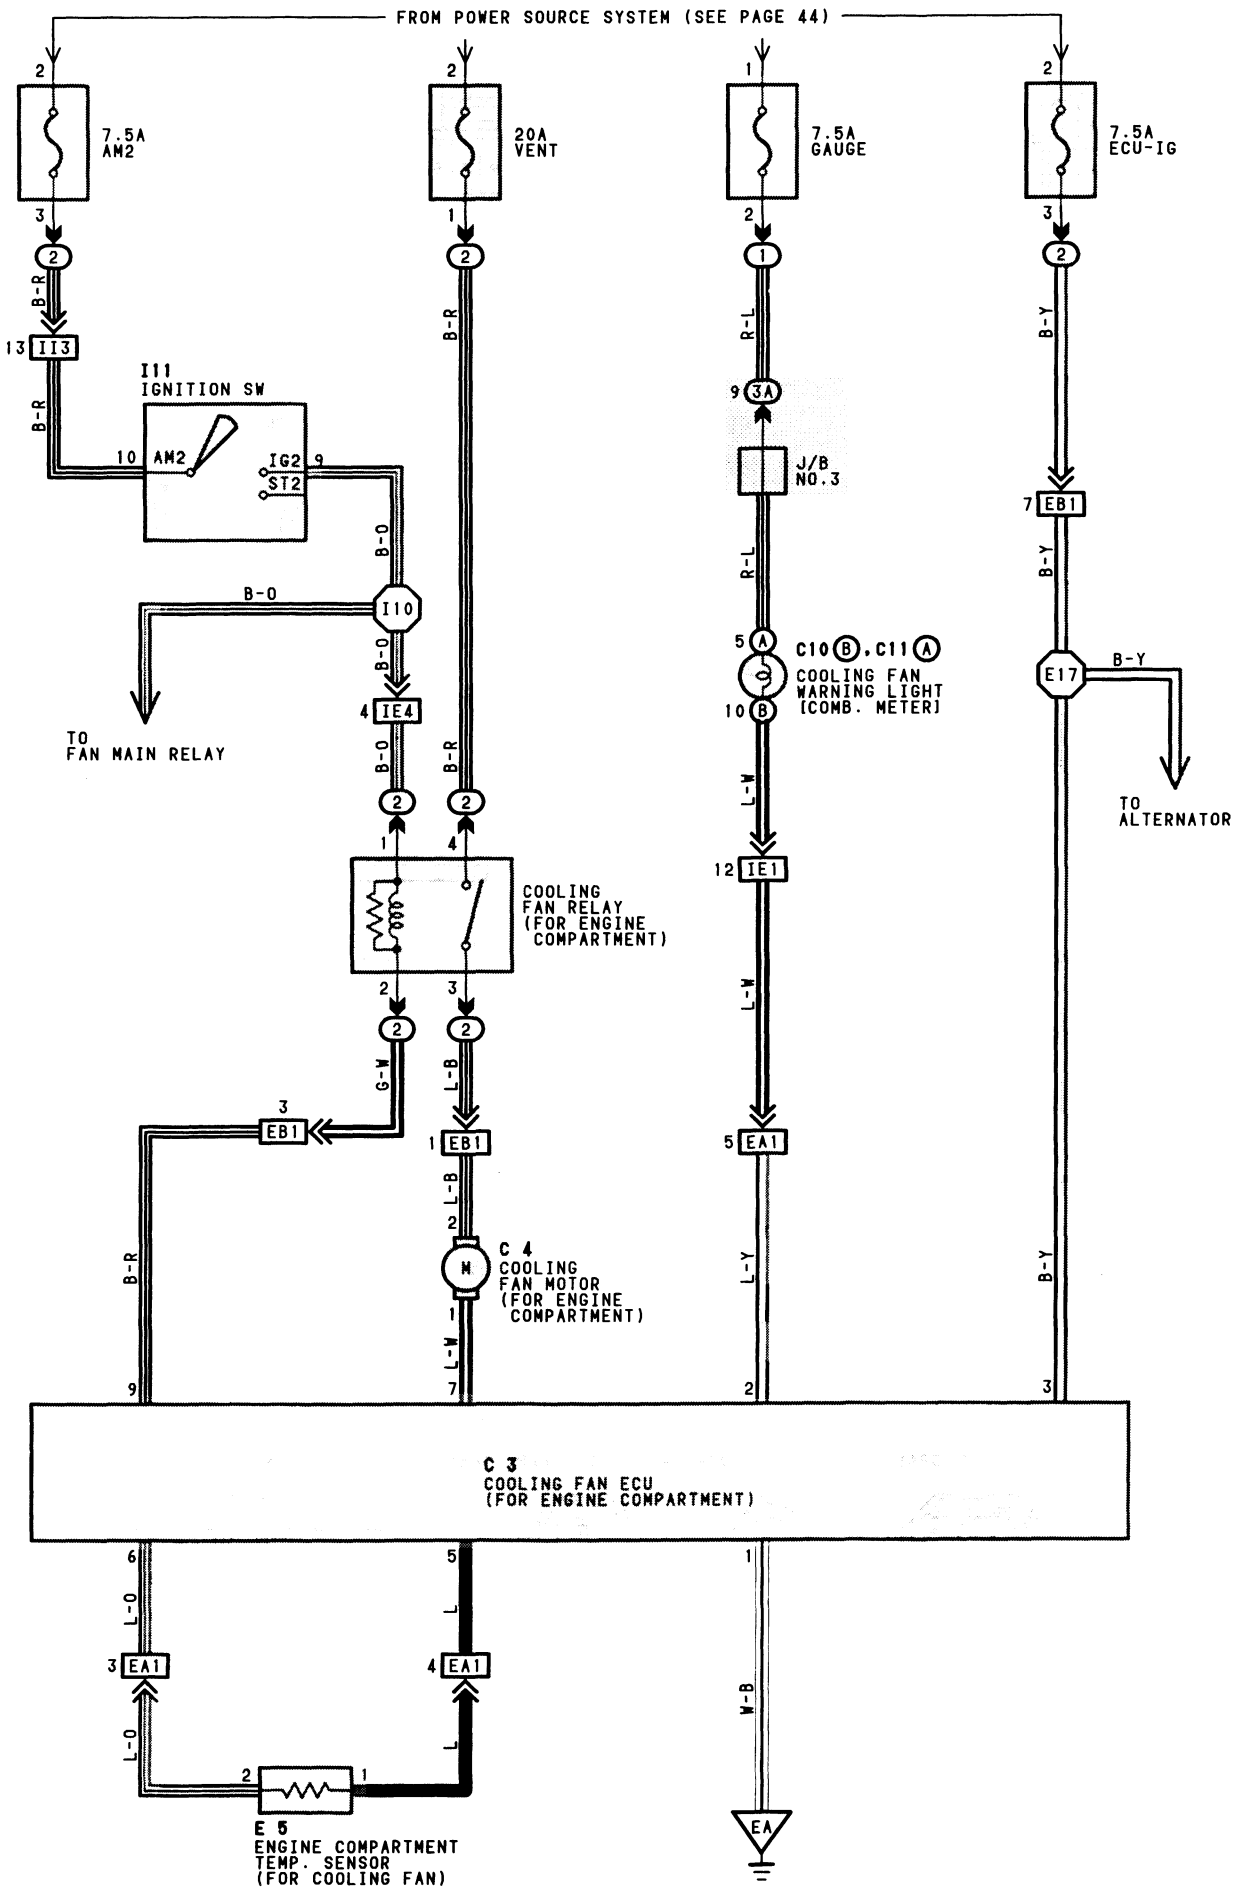 FROM POWER SOURCE SYSTEM (SEE PAGE 44)
2
2
1
2
7.5A
AM2
20A
VENT
7.5A
GAUGE
7.5A
ECU-IG
3
1
2
3
2
2
1
2
B-R
B-R
R-L
B-Y
13 II3
I11
IGNITION SW
B-R
9 3A
10 AM2
IG2 9
ST2
J/B
NO.3
7 EB1
B-O
R-L
B-Y
B-O
I10
B-O
5 A
C10 B, C11 A
COOLING FAN
WARNING LIGHT
[COMB. METER]
10 B
E17
B-Y
4 IE4
TO
FAN MAIN RELAY
B-O
B-R
L-W
TO
ALTERNATOR
2
2
1
4
12 IE1
COOLING
FAN RELAY
(FOR ENGINE
COMPARTMENT)
L-W
2
3
2
2
G-W
L-B
3
EB1
1 EB1
5 EA1
L-B
2
M
C 4
COOLING
FAN MOTOR
(FOR ENGINE
COMPARTMENT)
1
B-R
L-Y
B-Y
L-W
9
7
2
3
C 3
COOLING FAN ECU
(FOR ENGINE COMPARTMENT)
6
5
1
L-O
L
3 EA1
4 EA1
W-B
L-O
L
2
1
E 5
ENGINE COMPARTMENT
TEMP. SENSOR
(FOR COOLING FAN)
EA